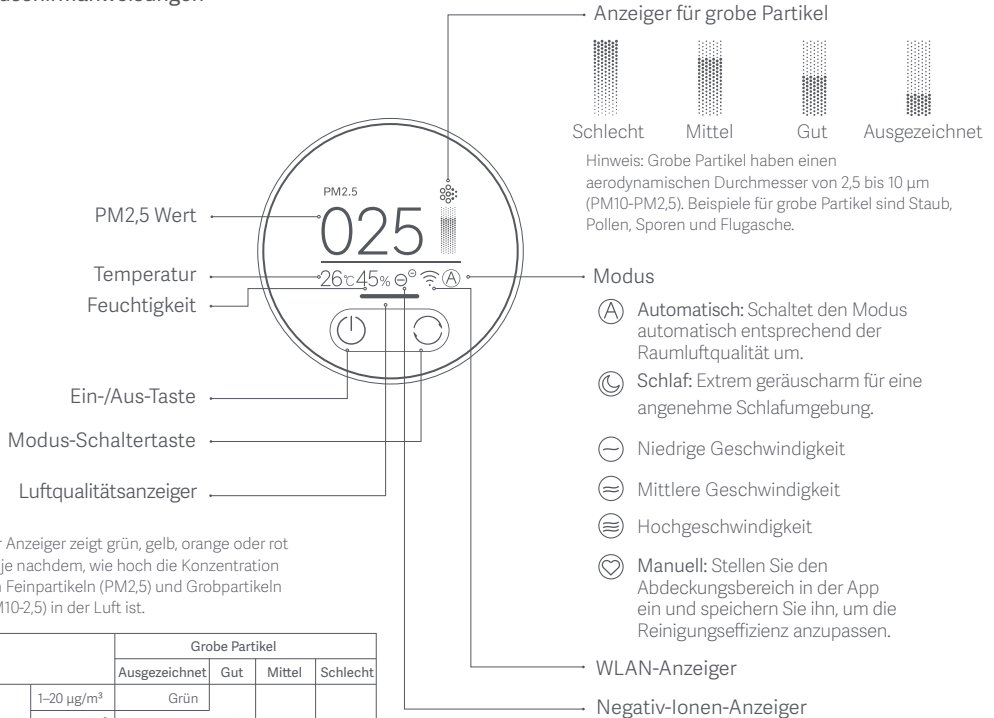 Anzeiger für grobe Partikel
Schlecht Mittel Gut Ausgezeichnet
Hinweis: Grobe Partikel haben einen
aerodynamischen Durchmesser von 2,5 bis 10 µm
(PM10-PM2,5). Beispiele für grobe Partikel sind Staub,
Pollen, Sporen und Flugasche.
PM2.5
025
26℃ 45%
A
PM2,5 Wert
Temperatur
Feuchtigkeit
Ein-/Aus-Taste
Modus-Schaltertaste
Luftqualitätsanzeiger
Modus
A Automatisch: Schaltet den Modus
automatisch entsprechend der
Raumluftqualität um.
Schlaf: Extrem geräuscharm für eine
angenehme Schlafumgebung.
Niedrige Geschwindigkeit
Mittlere Geschwindigkeit
Hochgeschwindigkeit
Manuell: Stellen Sie den
Abdeckungsbereich in der App
ein und speichern Sie ihn, um die
Reinigungseffizienz anzupassen.
WLAN-Anzeiger
Negativ-Ionen-Anzeiger
Anzeiger zeigt grün, gelb, orange oder rot
je nachdem, wie hoch die Konzentration
Feinpartikeln (PM2,5) und Grobpartikeln
M10-2,5) in der Luft ist.
Grobe Partikel
Ausgezeichnet Gut Mittel Schlecht
1–20 µg/m³ Grün